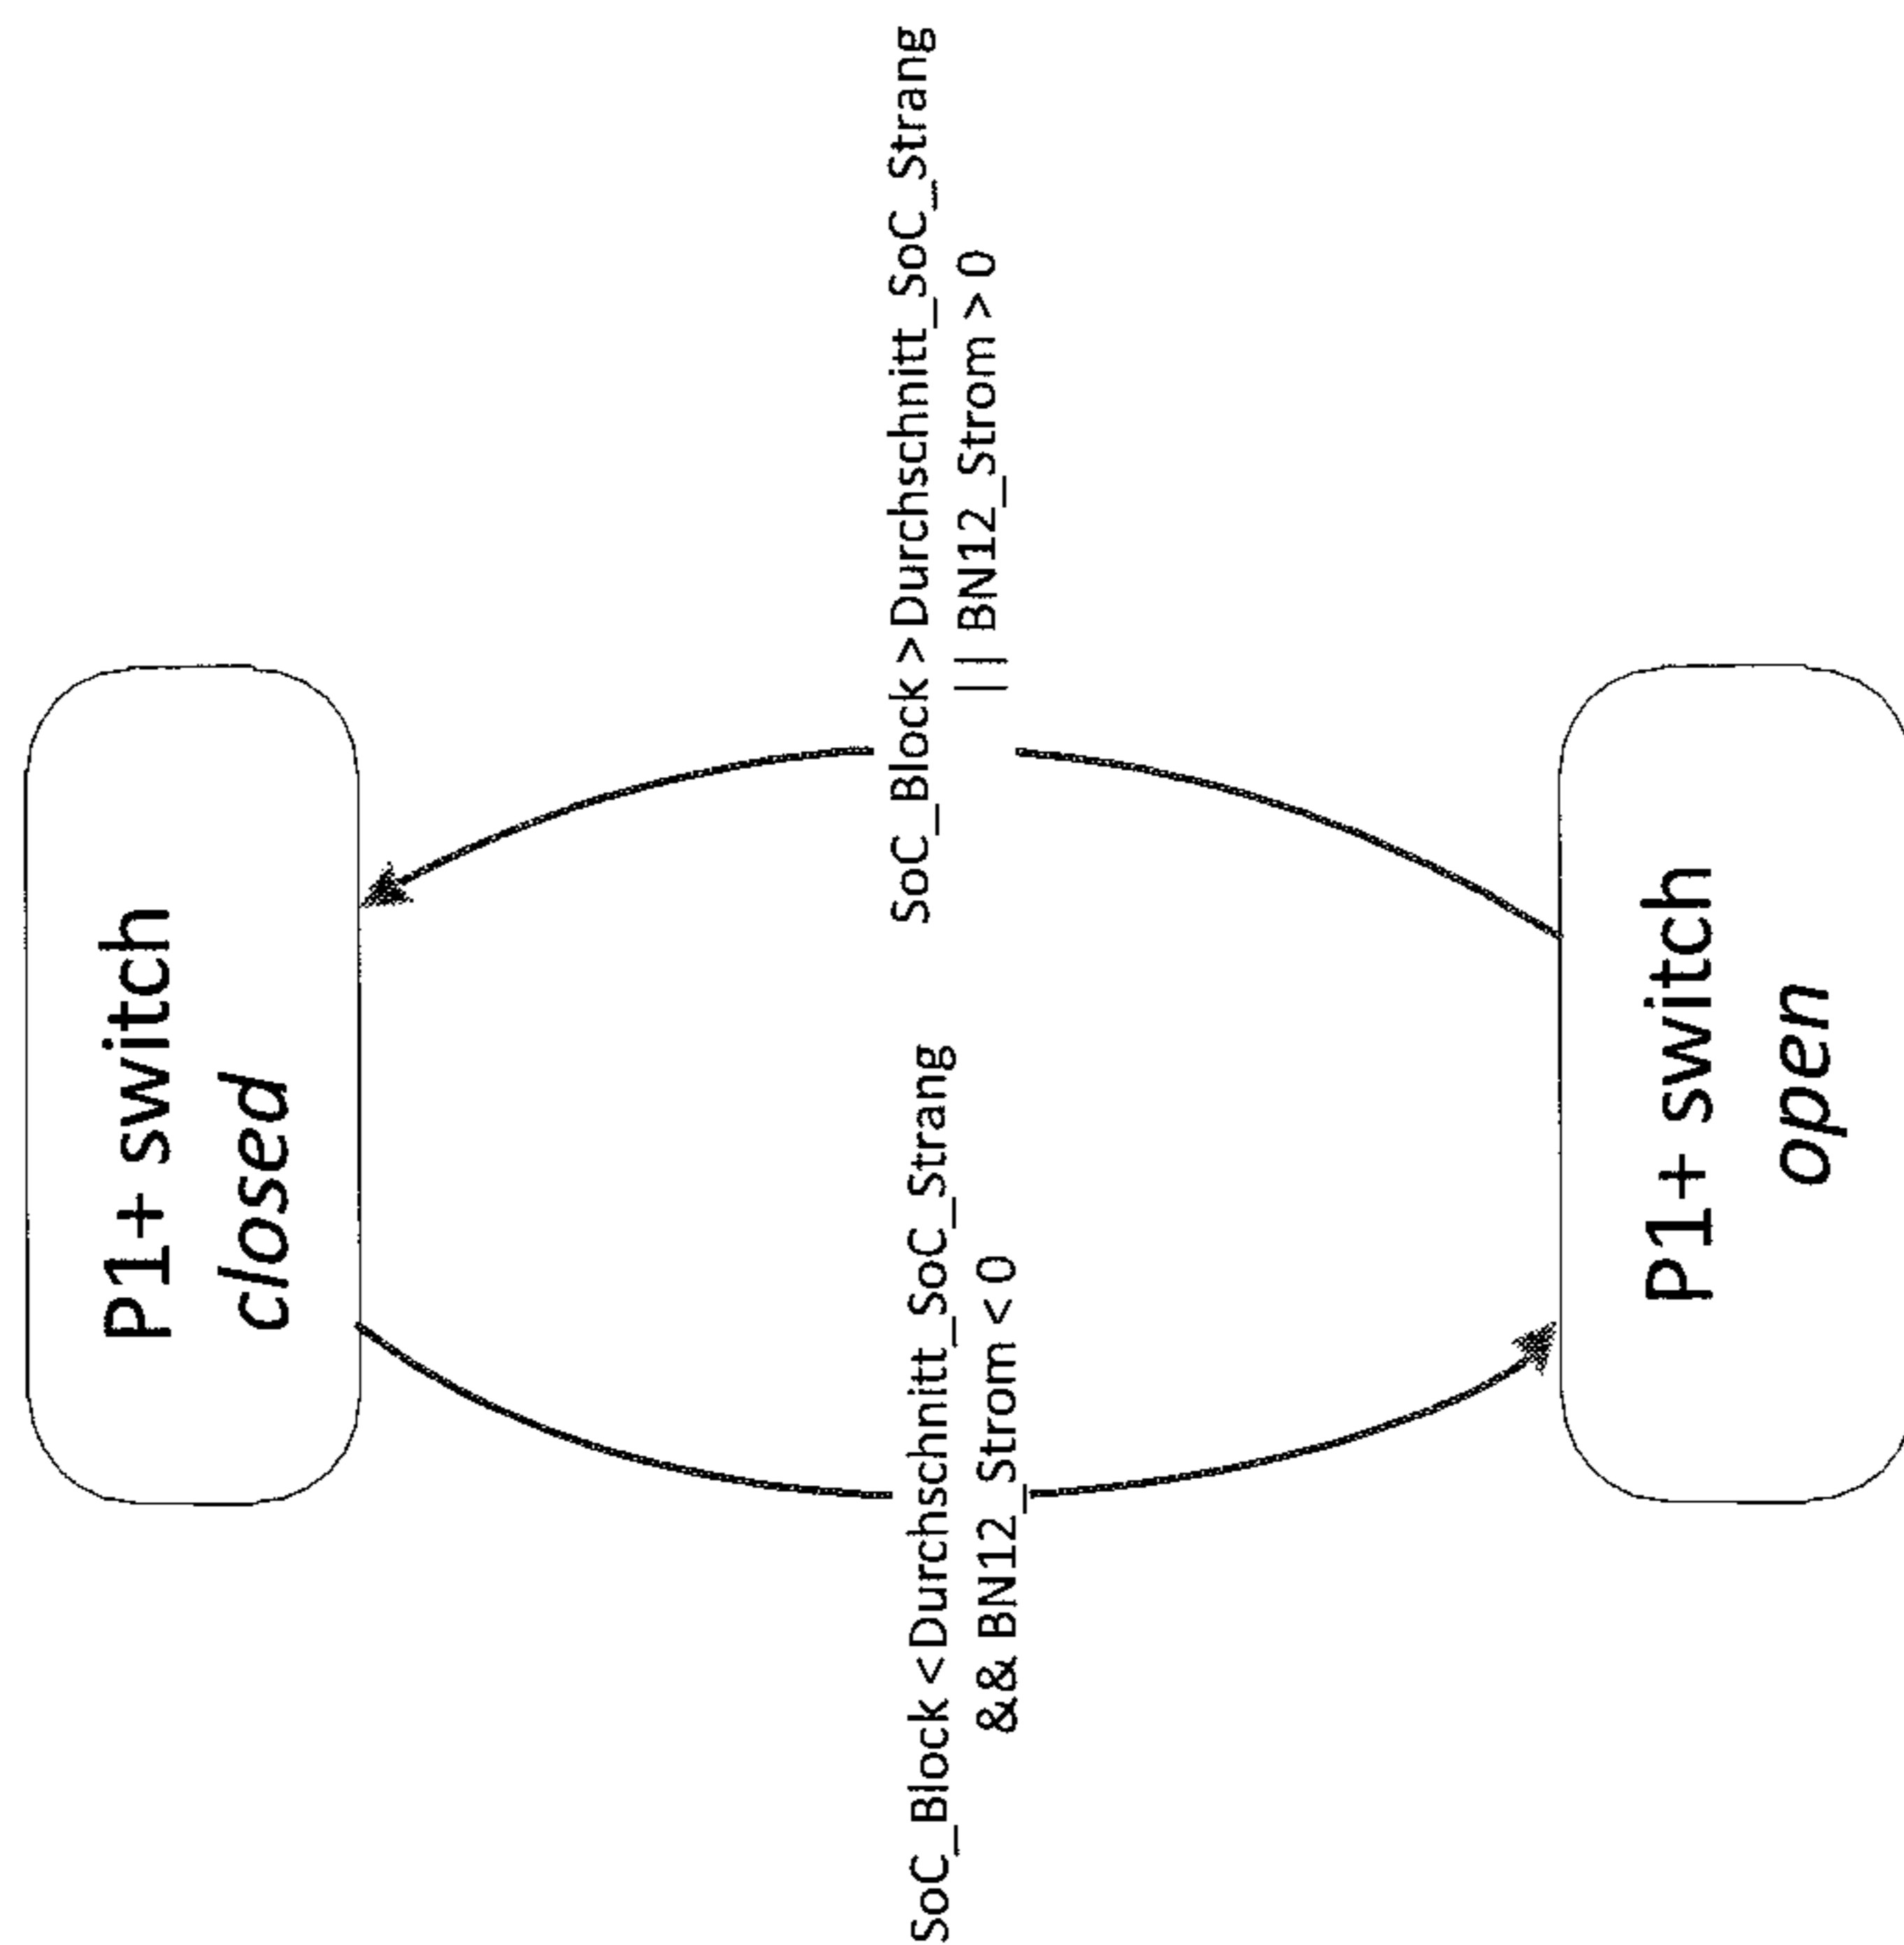 P1+ switch
closed
SoC_Block <Durchschnitt_SoC_Strang
&& BN12_Strom < 0
SoC_Block >Durchschnitt_SoC_Strang
|| BN12_Strom > 0
P1+ switch
open